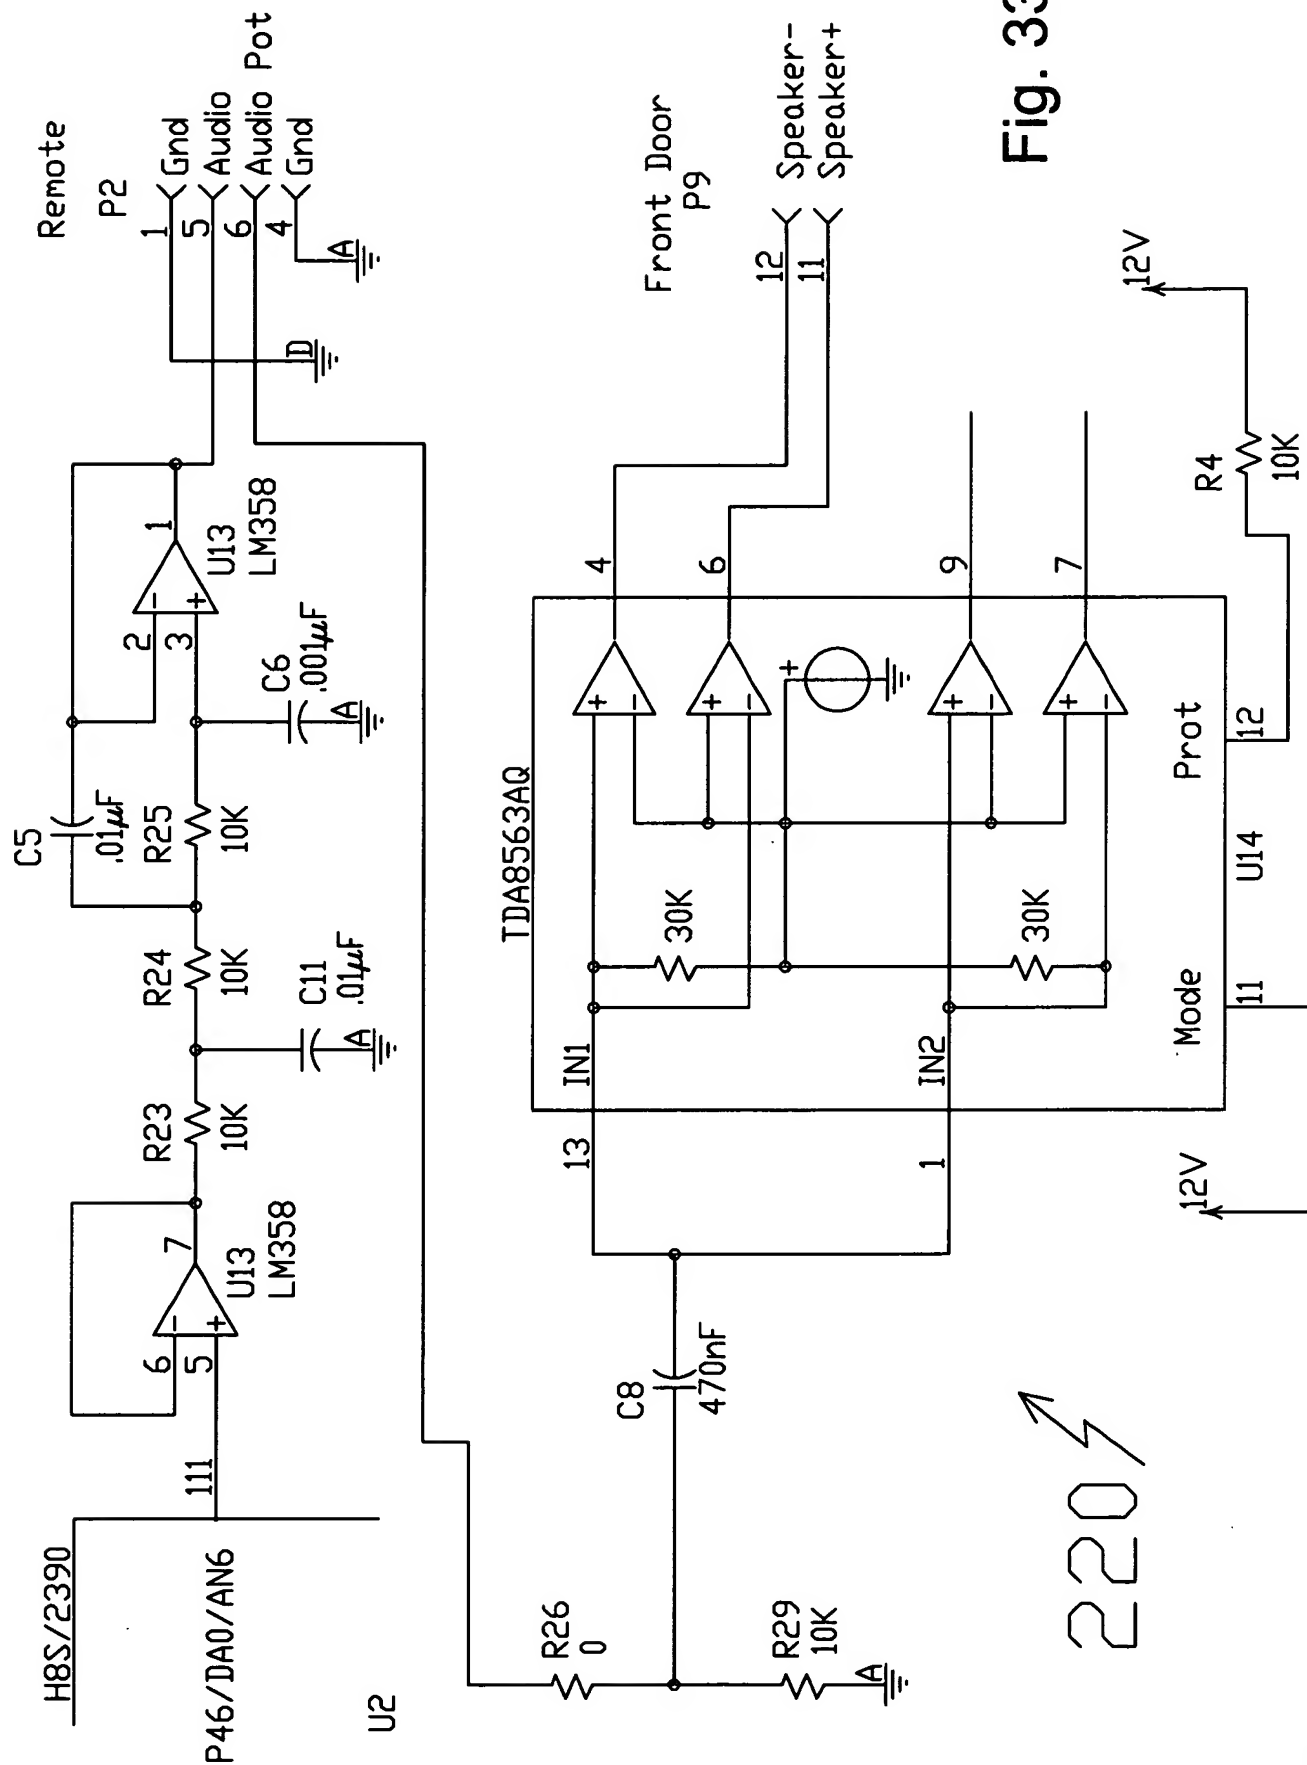 H8S/2390
P46/DA0/AN6
U2
111
6
5
-
+
7
U13
LM358
R23
10K
C11
.01µF
A
R24
10K
C5
.01µF
R25
10K
C6
.001µF
A
2
3
-
+
1
U13
LM358
Remote
P2
1
Gnd
5
Audio
6
Audio Pot
4
Gnd
D
A
R26
0
R29
10K
A
C8
470nF
TDA8563AQ
13
IN1
1
IN2
30K
30K
+
-
+
-
+
-
+
-
+
4
6
9
7
Mode
11
Prot
12
U14
12V
R4
10K
12V
Front Door
P9
12
Speaker-
11
Speaker+
220
Fig. 33